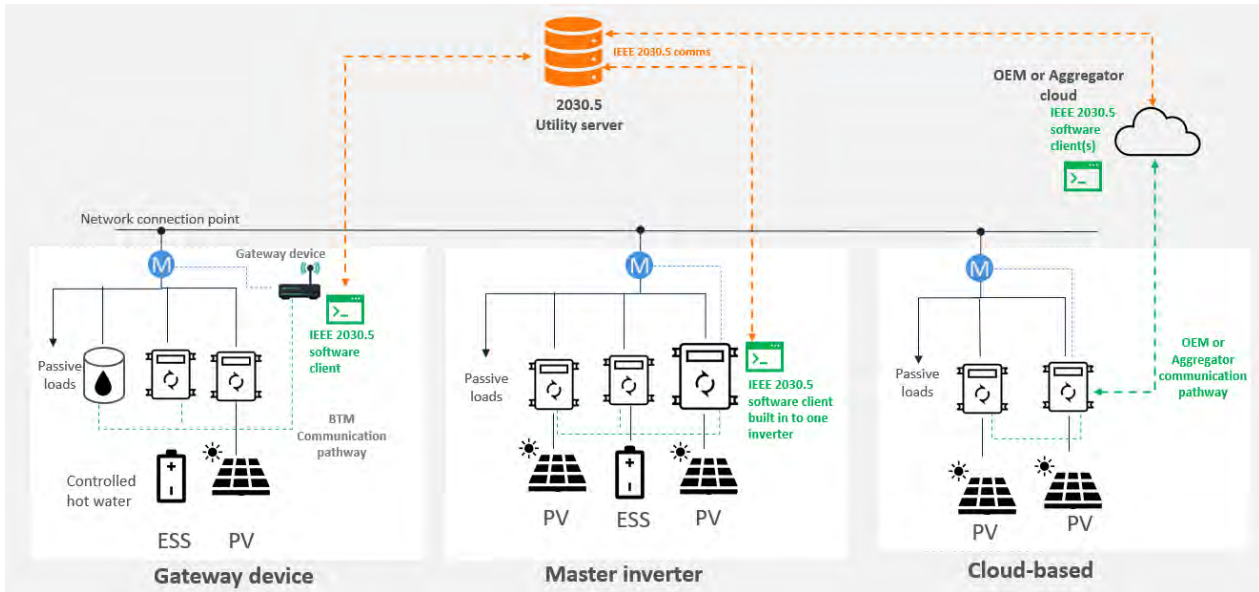 IEEE 2030.5 comms
2030.5
Utility server
OEM or Aggregator
cloud
IEEE 2030.5
software
client(s)
>_
Network connection point
M
Gateway device
>_
IEEE 2030.5
software
client
Passive
loads
BTM
Communication
pathway
Controlled
hot water
ESS
PV
Gateway device
M
Passive
loads
>_
IEEE 2030.5
software client
built in to one
inverter
PV
ESS
PV
Master inverter
M
Passive
loads
OEM or
Aggregator
communication
pathway
PV
PV
Cloud-based